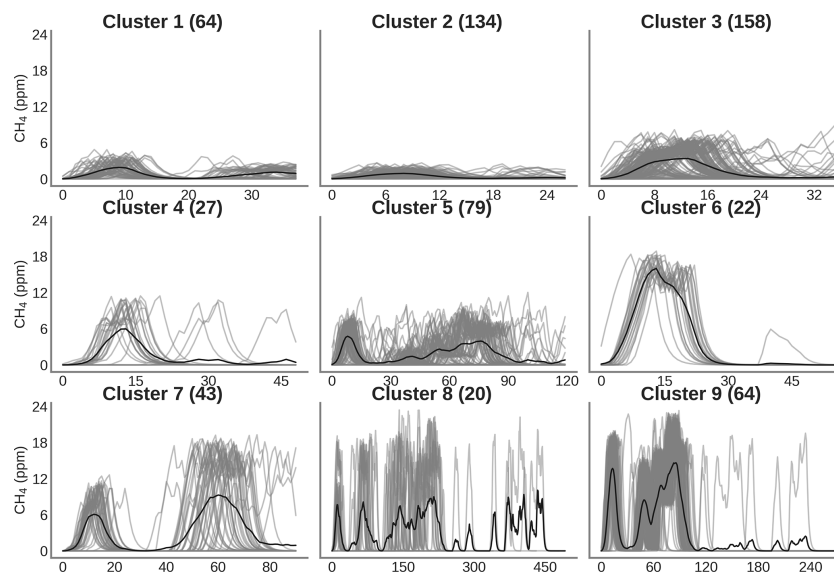 Cluster 1 (64) Cluster 2 (134) Cluster 3 (158)
24
18
12
6
0
CH₄ (ppm)
0 10 20 30 0 6 12 18 24 0 8 16 24 32
Cluster 4 (27) Cluster 5 (79) Cluster 6 (22)
24
18
12
6
0
CH₄ (ppm)
0 15 30 45 0 30 60 90 120 0 15 30 45
Cluster 7 (43) Cluster 8 (20) Cluster 9 (64)
24
18
12
6
0
CH₄ (ppm)
0 20 40 60 80 0 150 300 450 0 60 120 180 240